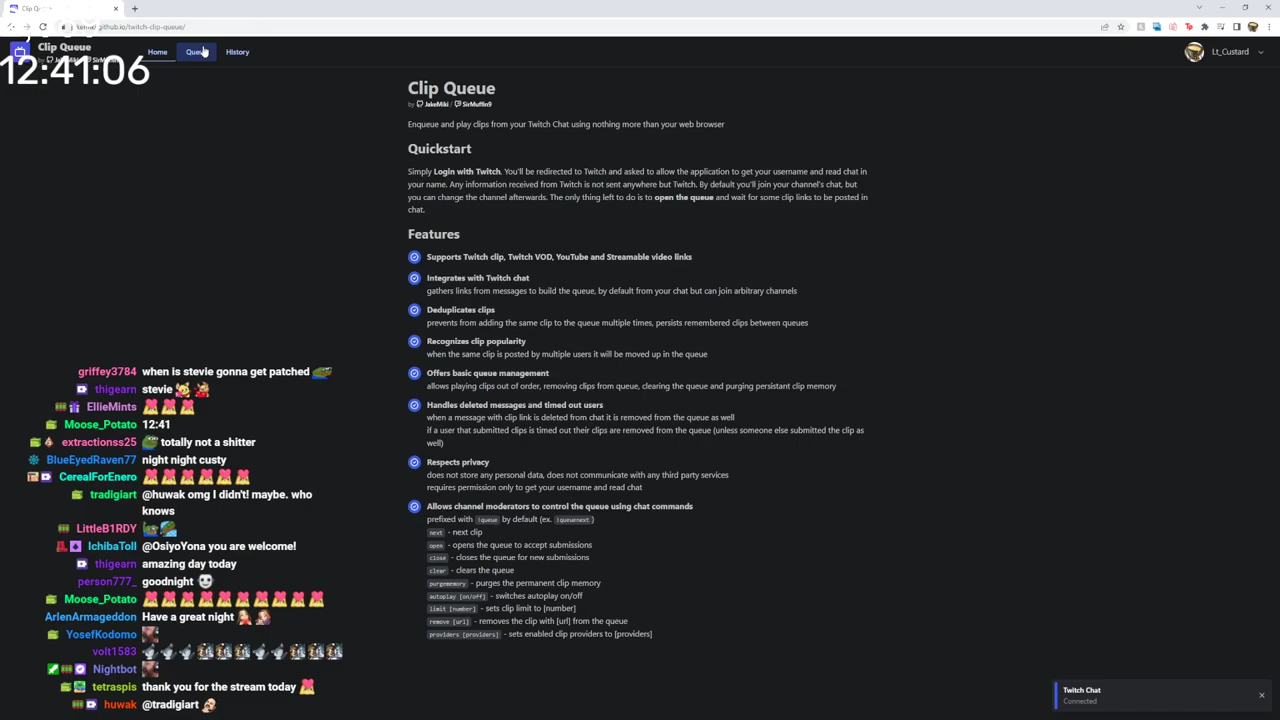 Clip Q
github.io/twitch-clip-queue/
Clip Queue
Home
Queue
History
Lt_Custard
12:41:06
Clip Queue
by JakeMiki / SirMuffin9
Enqueue and play clips from your Twitch Chat using nothing more than your web browser
Quickstart
Simply Login with Twitch. You'll be redirected to Twitch and asked to allow the application to get your username and read chat in
your name. Any information received from Twitch is not sent anywhere but Twitch. By default you'll join your channel's chat, but
you can change the channel afterwards. The only thing left to do is to open the queue and wait for some clip links to be posted in
chat.
Features
Supports Twitch clip, Twitch VOD, YouTube and Streamable video links
Integrates with Twitch chat
gathers links from messages to build the queue, by default from your chat but can join arbitrary channels
Deduplicates clips
prevents from adding the same clip to the queue multiple times, persists remembered clips between queues
Recognizes clip popularity
when the same clip is posted by multiple users it will be moved up in the queue
Offers basic queue management
allows playing clips out of order, removing clips from queue, clearing the queue and purging persistant clip memory
Handles deleted messages and timed out users
when a message with clip link is deleted from chat it is removed from the queue as well
if a user that submitted clips is timed out their clips are removed from the queue (unless someone else submitted the clip as
well)
Respects privacy
does not store any personal data, does not communicate with any third party services
requires permission only to get your username and read chat
Allows channel moderators to control the queue using chat commands
prefixed with !queue by default (ex. !queuenext)
next - next clip
open - opens the queue to accept submissions
close - closes the queue for new submissions
clear - clears the queue
purgememory - purges the permanent clip memory
autoplay [on/off] - switches autoplay on/off
limit [number] - sets clip limit to [number]
remove [url] - removes the clip with [url] from the queue
providers [providers] - sets enabled clip providers to [providers]
griffey3784 when is stevie gonna get patched
thigearn stevie
EllieMints
Moose_Potato 12:41
extractionss25 totally not a shitter
BlueEyedRaven77 night night custy
CerealForEnero
tradigiart @huwak omg I didn't! maybe. who
knows
LittleB1RDY
IchibaToll @OsiyoYona you are welcome!
thigearn amazing day today
person777_ goodnight
Moose_Potato
ArlenArmageddon Have a great night
YosefKodomo
volt1583
Nightbot
tetraspis thank you for the stream today
huwak @tradigiart
Twitch Chat
Connected